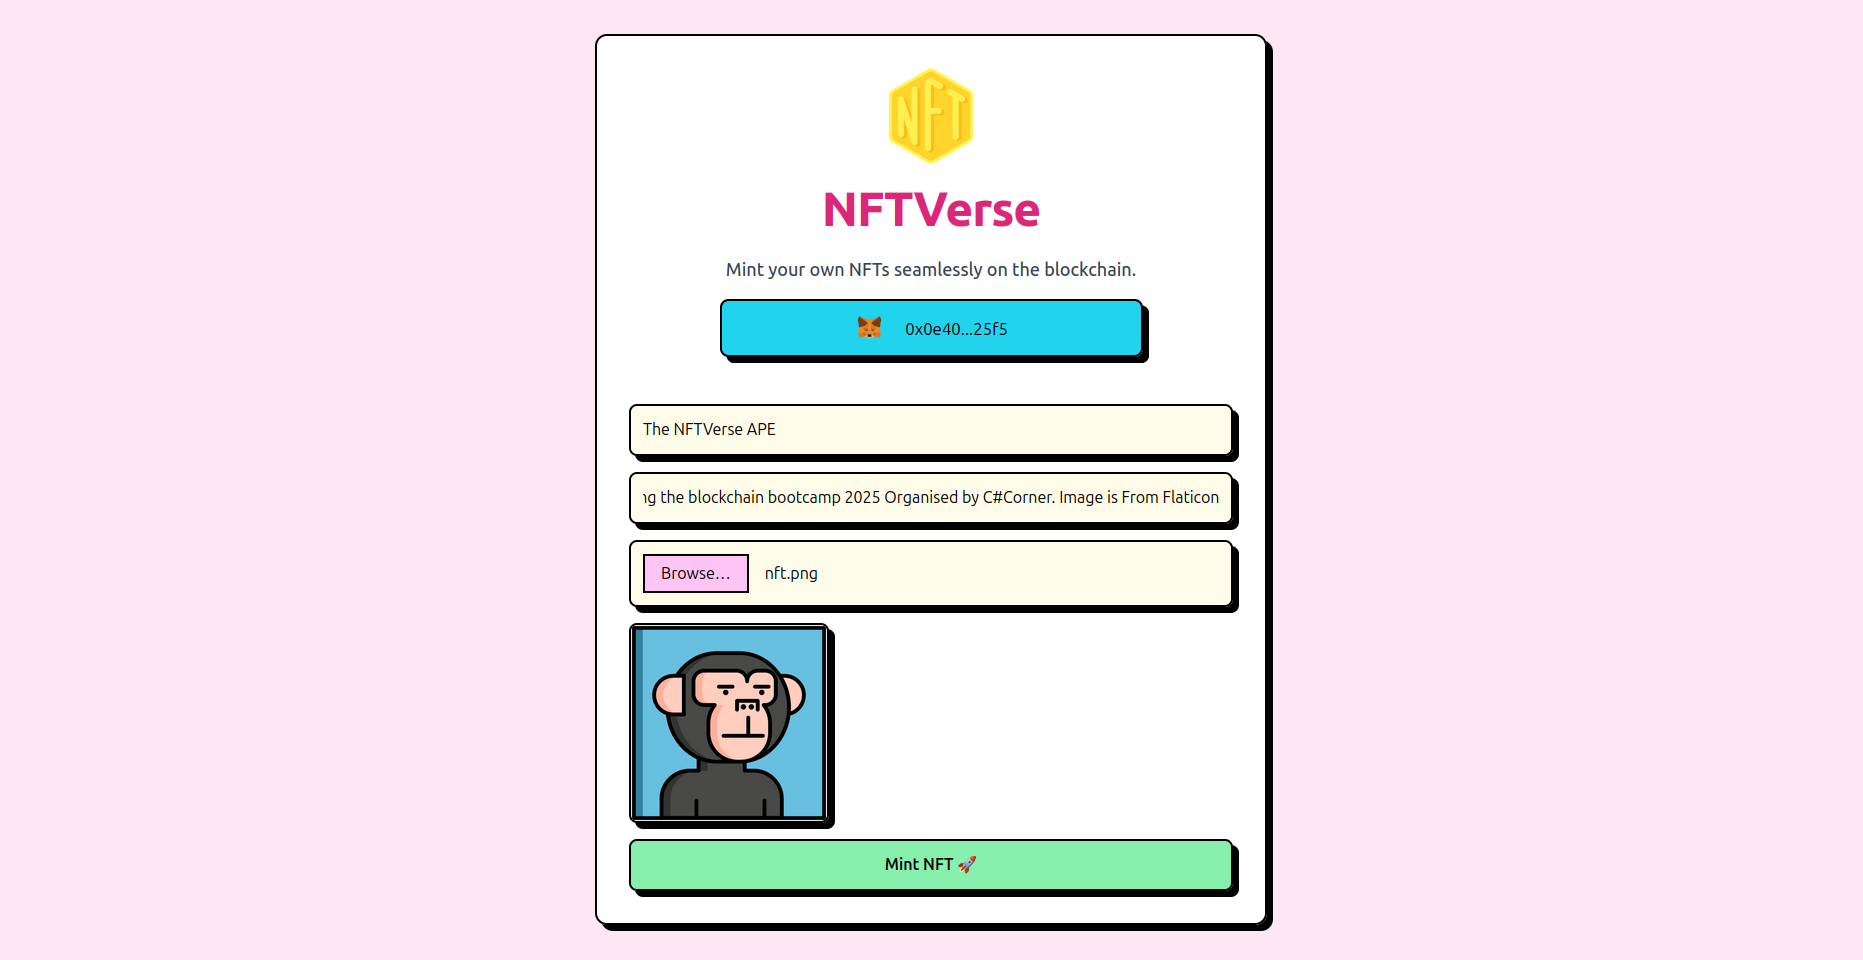 NFT
NFTVerse
Mint your own NFTs seamlessly on the blockchain.
0x0e40...25f5
The NFTVerse APE
the blockchain bootcamp 2025 Organised by C#Corner. Image is From Flaticon
Browse... nft.png
Mint NFT 🚀